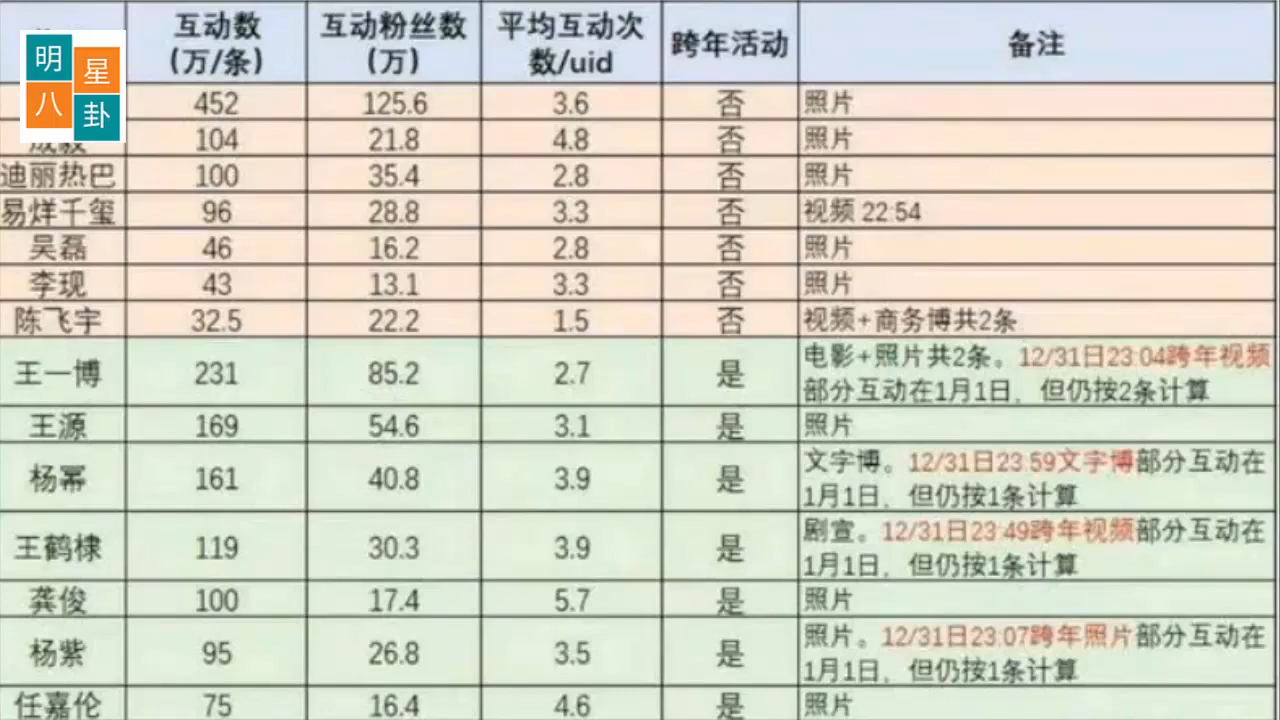 明星八卦
互动数(万/条) 互动粉丝数(万) 平均互动次数/uid 跨年活动 备注
452 125.6 3.6 否 照片
104 21.8 4.8 否 照片
迪丽热巴 100 35.4 2.8 否 照片
易烊千玺 96 28.8 3.3 否 视频 22:54
吴磊 46 16.2 2.8 否 照片
李现 43 13.1 3.3 否 照片
陈飞宇 32.5 22.2 1.5 否 视频+商务博共2条
王一博 231 85.2 2.7 是 电影+照片共2条。12/31日23:04跨年视频
部分互动在1月1日，但仍按2条计算
王源 169 54.6 3.1 是 照片
杨幂 161 40.8 3.9 是 文字博。12/31日23:59文字博部分互动在
1月1日，但仍按1条计算
王鹤棣 119 30.3 3.9 是 剧宣。12/31日23:49跨年视频部分互动在
1月1日，但仍按1条计算
龚俊 100 17.4 5.7 是 照片
杨紫 95 26.8 3.5 是 照片。12/31日23:07跨年照片部分互动在
1月1日，但仍按1条计算
任嘉伦 75 16.4 4.6 是 照片